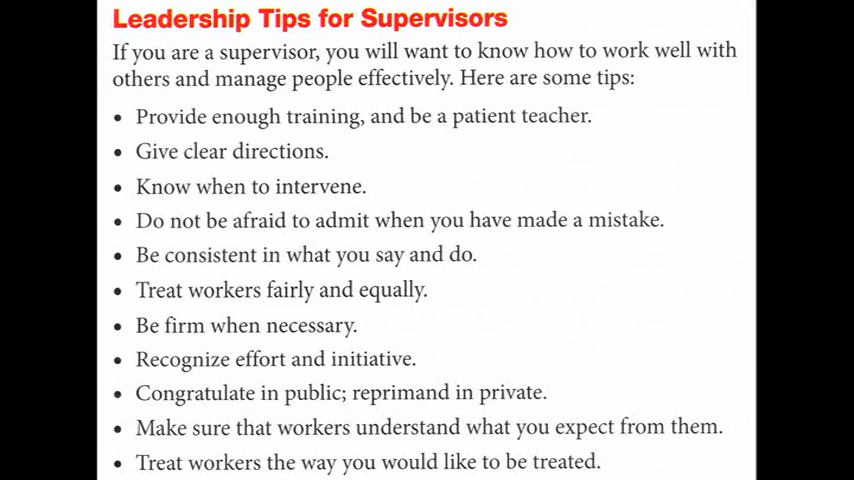 Leadership Tips for Supervisors
If you are a supervisor, you will want to know how to work well with
others and manage people effectively. Here are some tips:
• Provide enough training, and be a patient teacher.
• Give clear directions.
• Know when to intervene.
• Do not be afraid to admit when you have made a mistake.
• Be consistent in what you say and do.
• Treat workers fairly and equally.
• Be firm when necessary.
• Recognize effort and initiative.
• Congratulate in public; reprimand in private.
• Make sure that workers understand what you expect from them.
• Treat workers the way you would like to be treated.